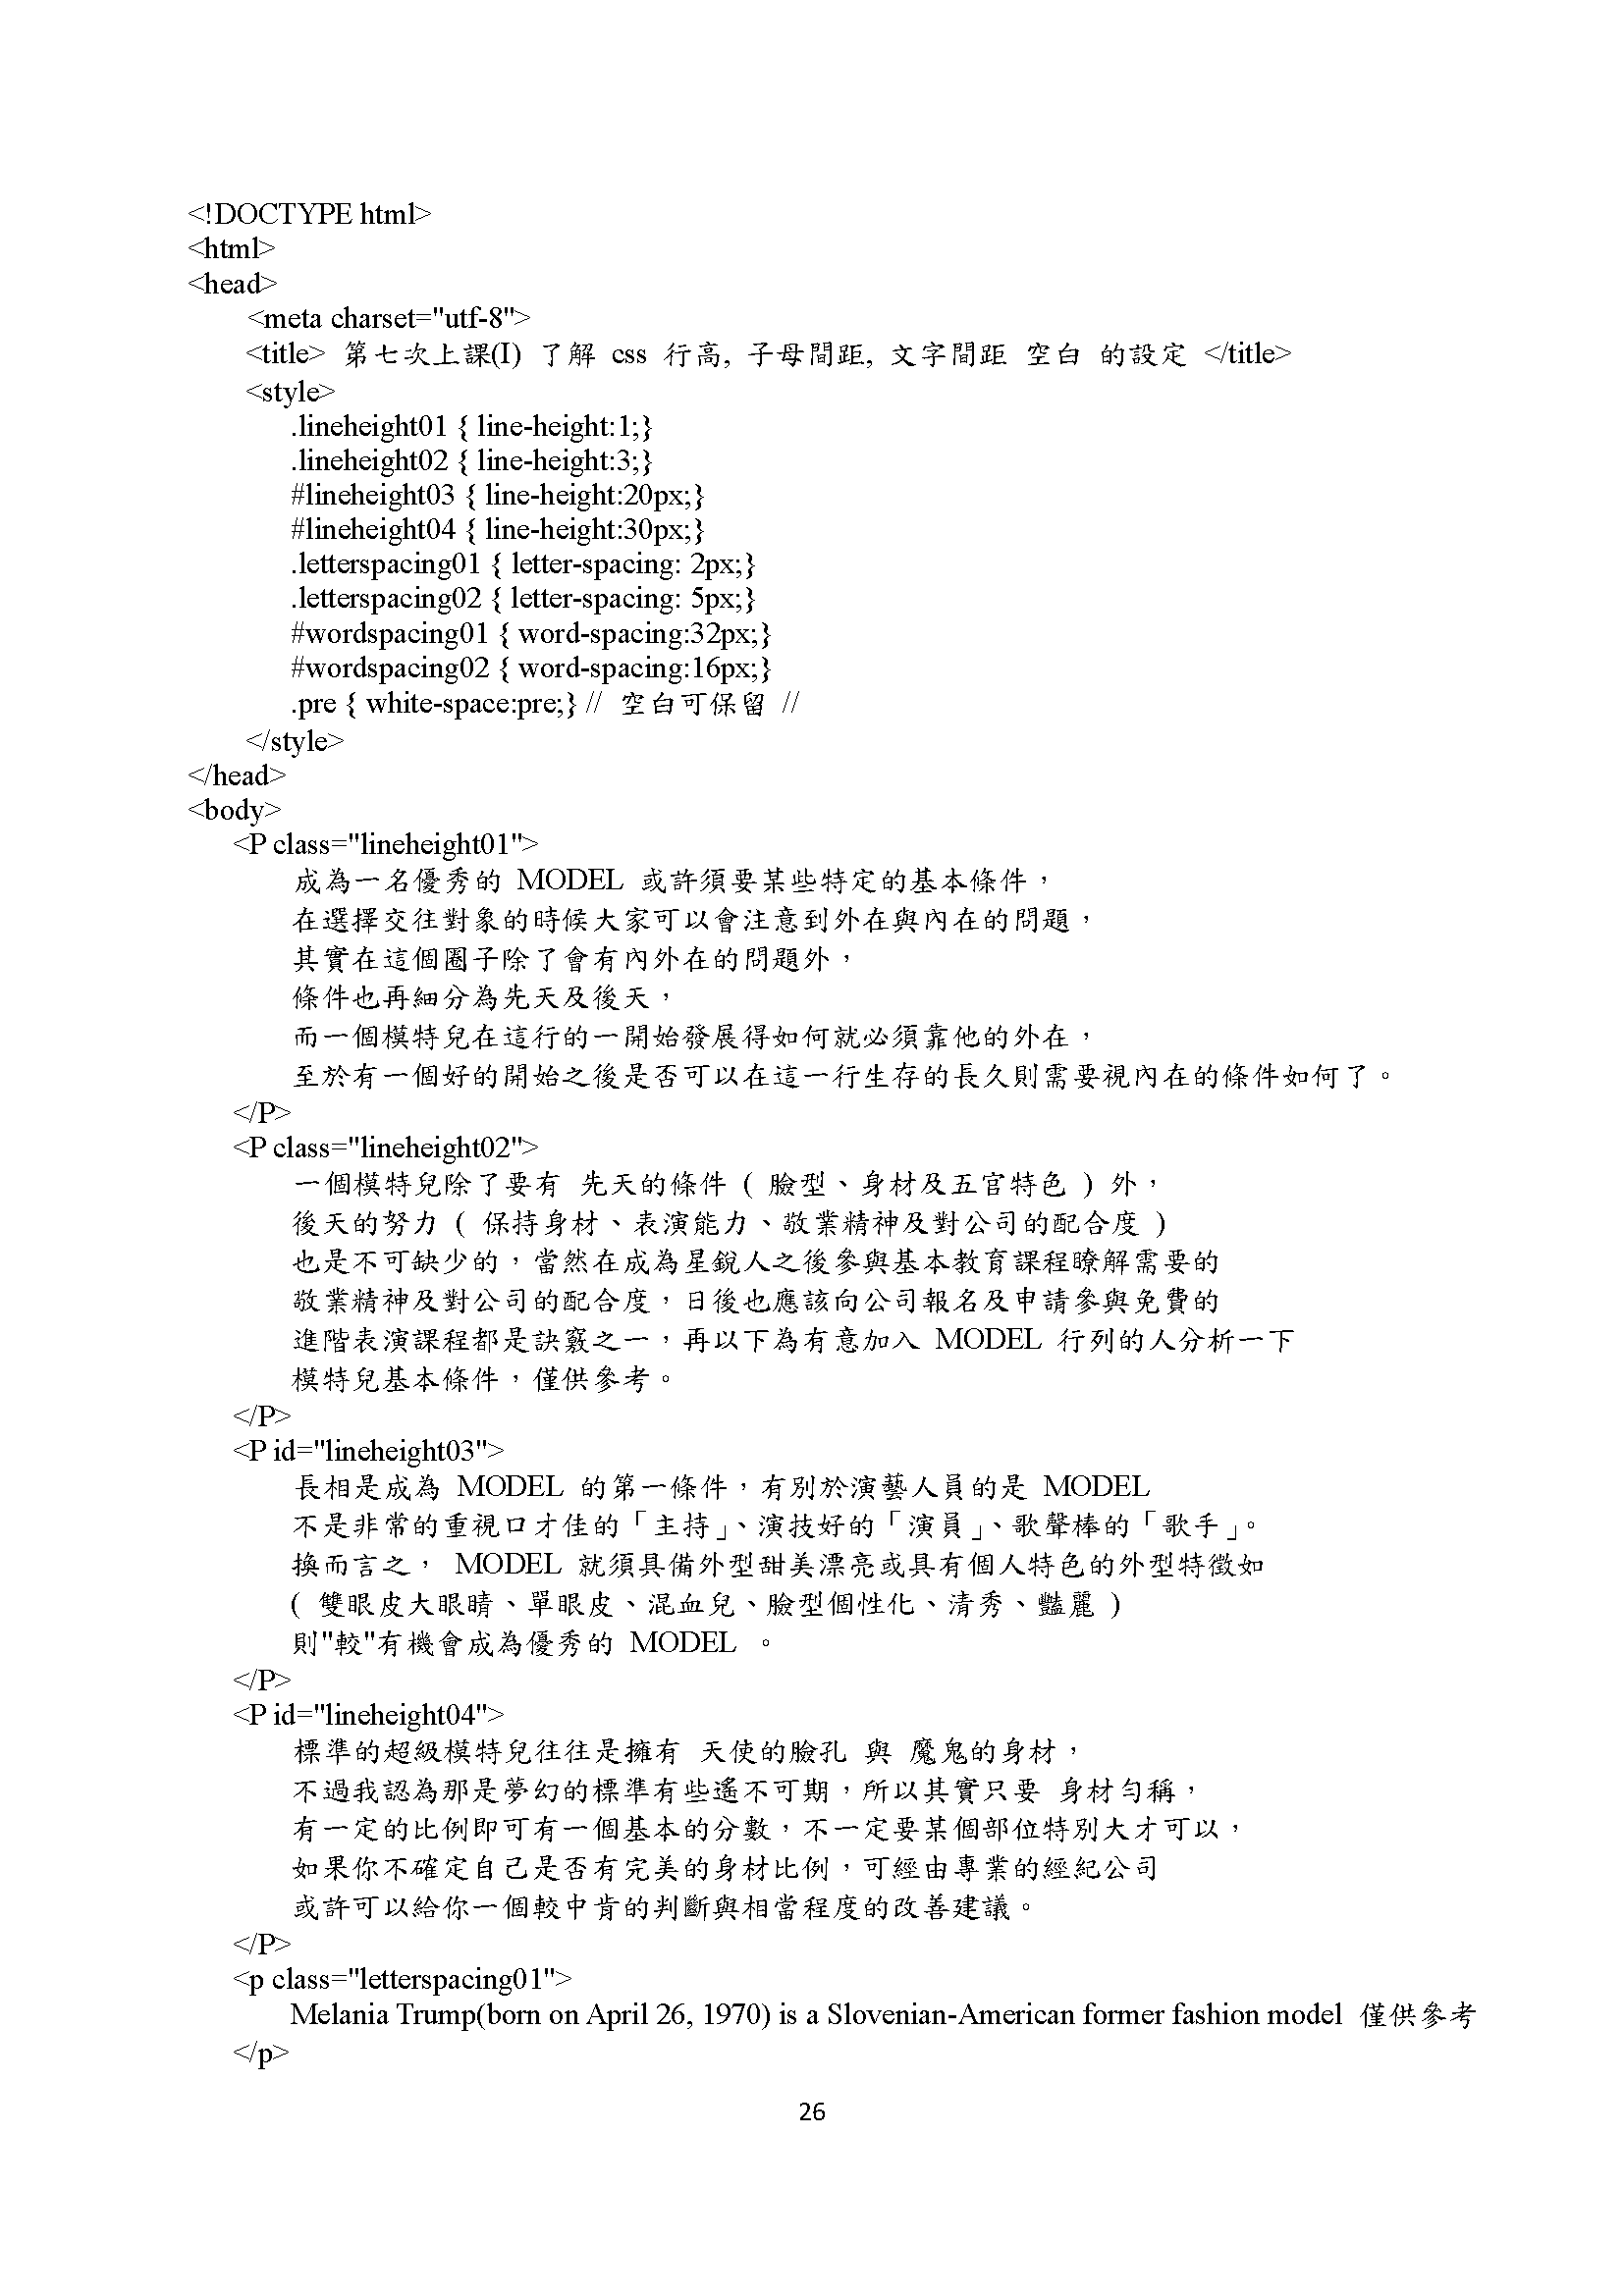 <!DOCTYPE html>
<html>
<head>
<meta charset="utf-8">
<title> 第七次上課(I) 了解 css 行高, 子母間距, 文字間距 空白 的設定 </title>
<style>
.lineheight01 { line-height:1;}
.lineheight02 { line-height:3;}
#lineheight03 { line-height:20px;}
#lineheight04 { line-height:30px;}
.letterspacing01 { letter-spacing: 2px;}
.letterspacing02 { letter-spacing: 5px;}
#wordspacing01 { word-spacing:32px;}
#wordspacing02 { word-spacing:16px;}
.pre { white-space:pre;} // 空白可保留 //
</style>
</head>
<body>
<P class="lineheight01">
成為一名優秀的 MODEL 或許須要某些特定的基本條件，
在選擇交往對象的時候大家可以會注意到外在與內在的問題，
其實在這個圈子除了會有內外在的問題外，
條件也再細分為先天及後天，
而一個模特兒在這行的一開始發展得如何就必須靠他的外在，
至於有一個好的開始之後是否可以在這一行生存的長久則需要視內在的條件如何了。
</P>
<P class="lineheight02">
一個模特兒除了要有 先天的條件 ( 臉型、身材及五官特色 ) 外，
後天的努力 ( 保持身材、表演能力、敬業精神及對公司的配合度 )
也是不可缺少的，當然在成為星銳人之後參與基本教育課程瞭解需要的
敬業精神及對公司的配合度，日後也應該向公司報名及申請參與免費的
進階表演課程都是訣竅之一，再以下為有意加入 MODEL 行列的人分析一下
模特兒基本條件，僅供參考。
</P>
<P id="lineheight03">
長相是成為 MODEL 的第一條件，有別於演藝人員的是 MODEL
不是非常的重視口才佳的「主持」、演技好的「演員」、歌聲棒的「歌手」。
換而言之， MODEL 就須具備外型甜美漂亮或具有個人特色的外型特徵如
( 雙眼皮大眼睛、單眼皮、混血兒、臉型個性化、清秀、豔麗 )
則"較"有機會成為優秀的 MODEL 。
</P>
<P id="lineheight04">
標準的超級模特兒往往是擁有 天使的臉孔 與 魔鬼的身材，
不過我認為那是夢幻的標準有些遙不可期，所以其實只要 身材勻稱，
有一定的比例即可有一個基本的分數，不一定要某個部位特別大才可以，
如果你不確定自己是否有完美的身材比例，可經由專業的經紀公司
或許可以給你一個較中肯的判斷與相當程度的改善建議。
</P>
<p class="letterspacing01">
Melania Trump(born on April 26, 1970) is a Slovenian-American former fashion model 僅供參考
</p>
26